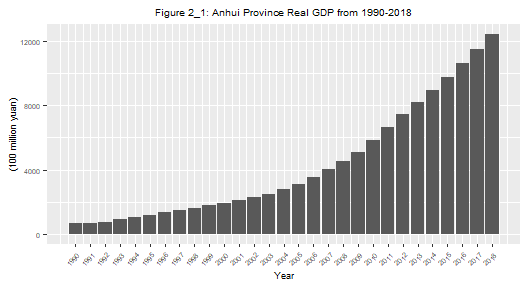 Figure 2_1: Anhui Province Real GDP from 1990-2018
(100 million yuan)
12000
8000
4000
0
1990 1991 1992 1993 1994 1995 1996 1997 1998 1999 2000 2001 2002 2003 2004 2005 2006 2007 2008 2009 2010 2011 2012 2013 2014 2015 2016 2017 2018
Year